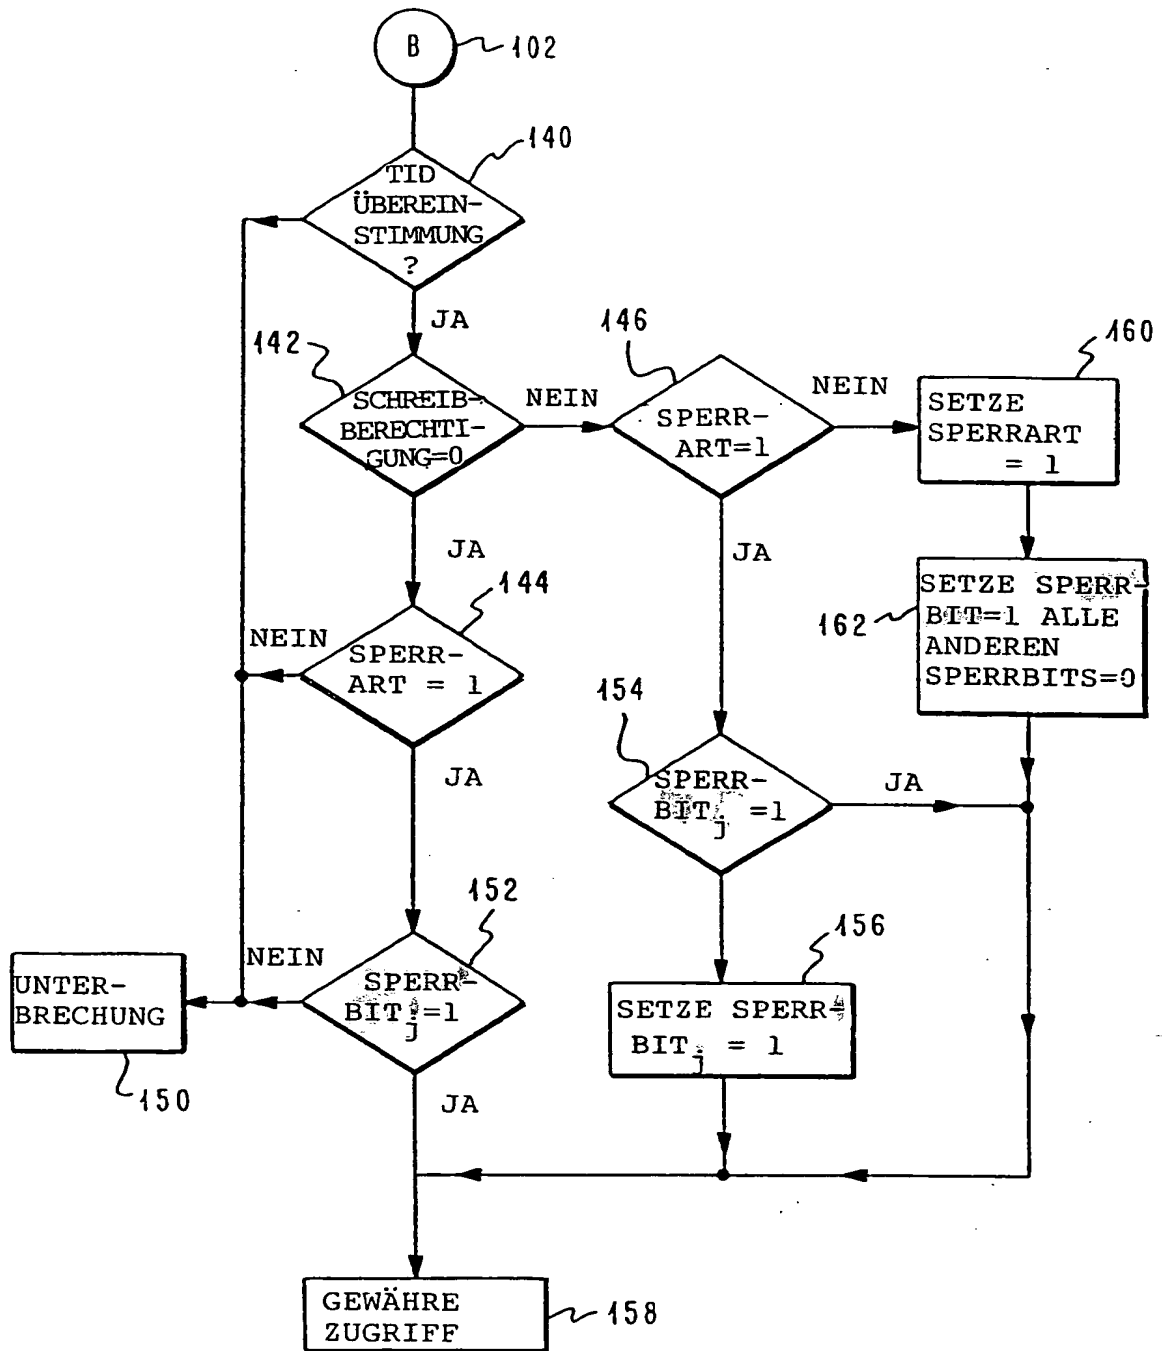 B
102
140
TID
ÜBEREIN-
STIMMUNG
?
JA
142
SCHREIB-
BERECHTI-
GUNG=0
NEIN
146
SPERR-
ART=1
NEIN
160
SETZE
SPERRART
= 1
JA
JA
144
NEIN
SPERR-
ART = 1
162
SETZE SPERR-
BIT=1 ALLE
ANDEREN
SPERRBITS=0
154
JA
SPERR-
BITj =1
JA
152
156
NEIN
SPERR-
BITj=1
UNTER-
BRECHUNG
150
SETZE SPERR-
BITj = 1
JA
GEWÄHRE
ZUGRIFF
158